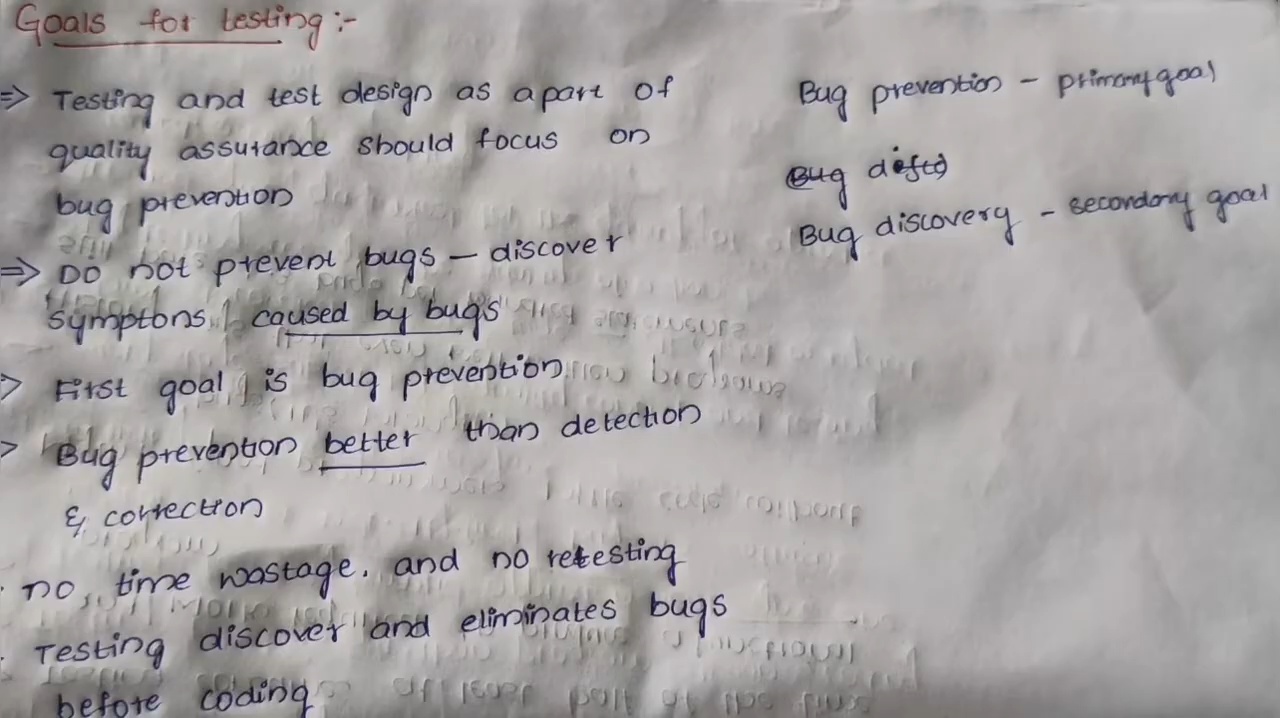 Goals for testing:-
⇒ Testing and test design as a part of
quality assurance should focus on
bug prevention
⇒ Do not prevent bugs — discover
symptons caused by bugs
> First goal is bug prevention
> Bug prevention better than detection
& correction
. no, time wastage. and no retesting
. Testing discover and eliminates bugs
before coding
Bug prevention - primary goal
Bug
Bug discovery - secondary goal